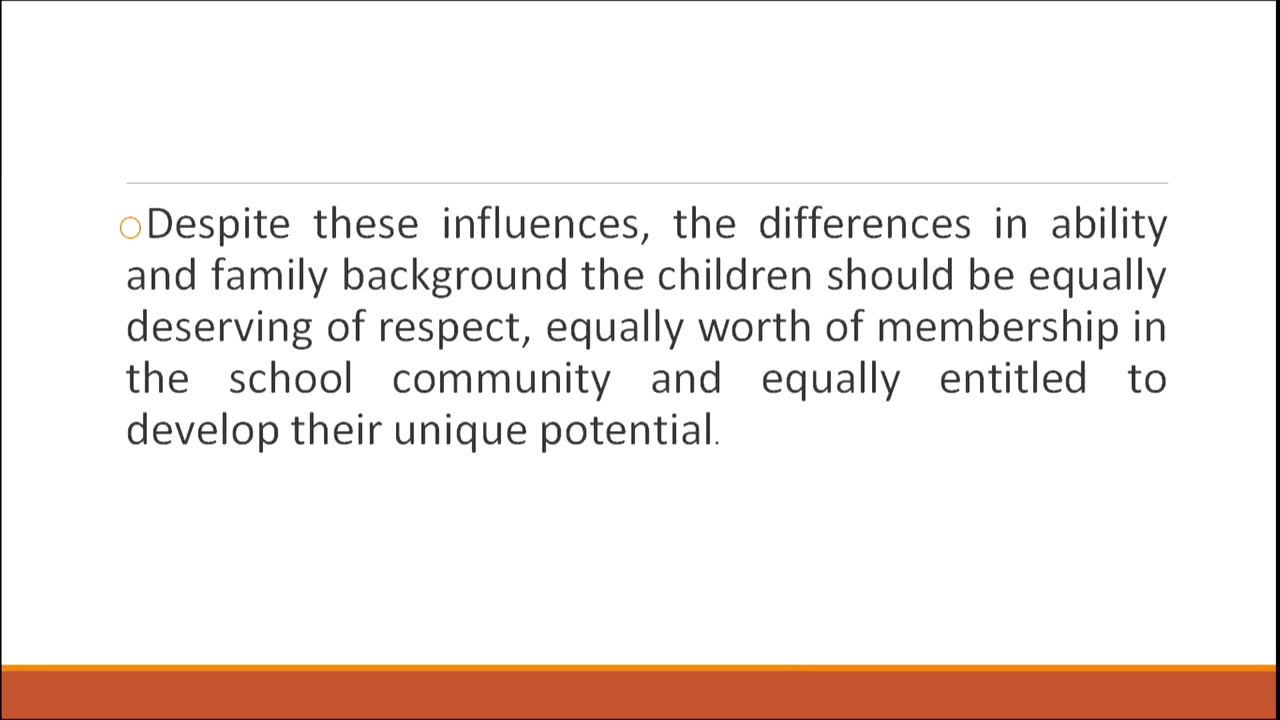 Despite these influences, the differences in ability
and family background the children should be equally
deserving of respect, equally worth of membership in
the school community and equally entitled to
develop their unique potential.